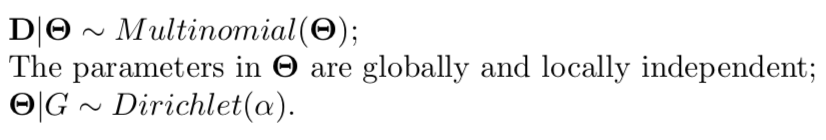 D|Θ ∼ Multinomial(Θ);
The parameters in Θ are globally and locally independent;
Θ|G ∼ Dirichlet(α).